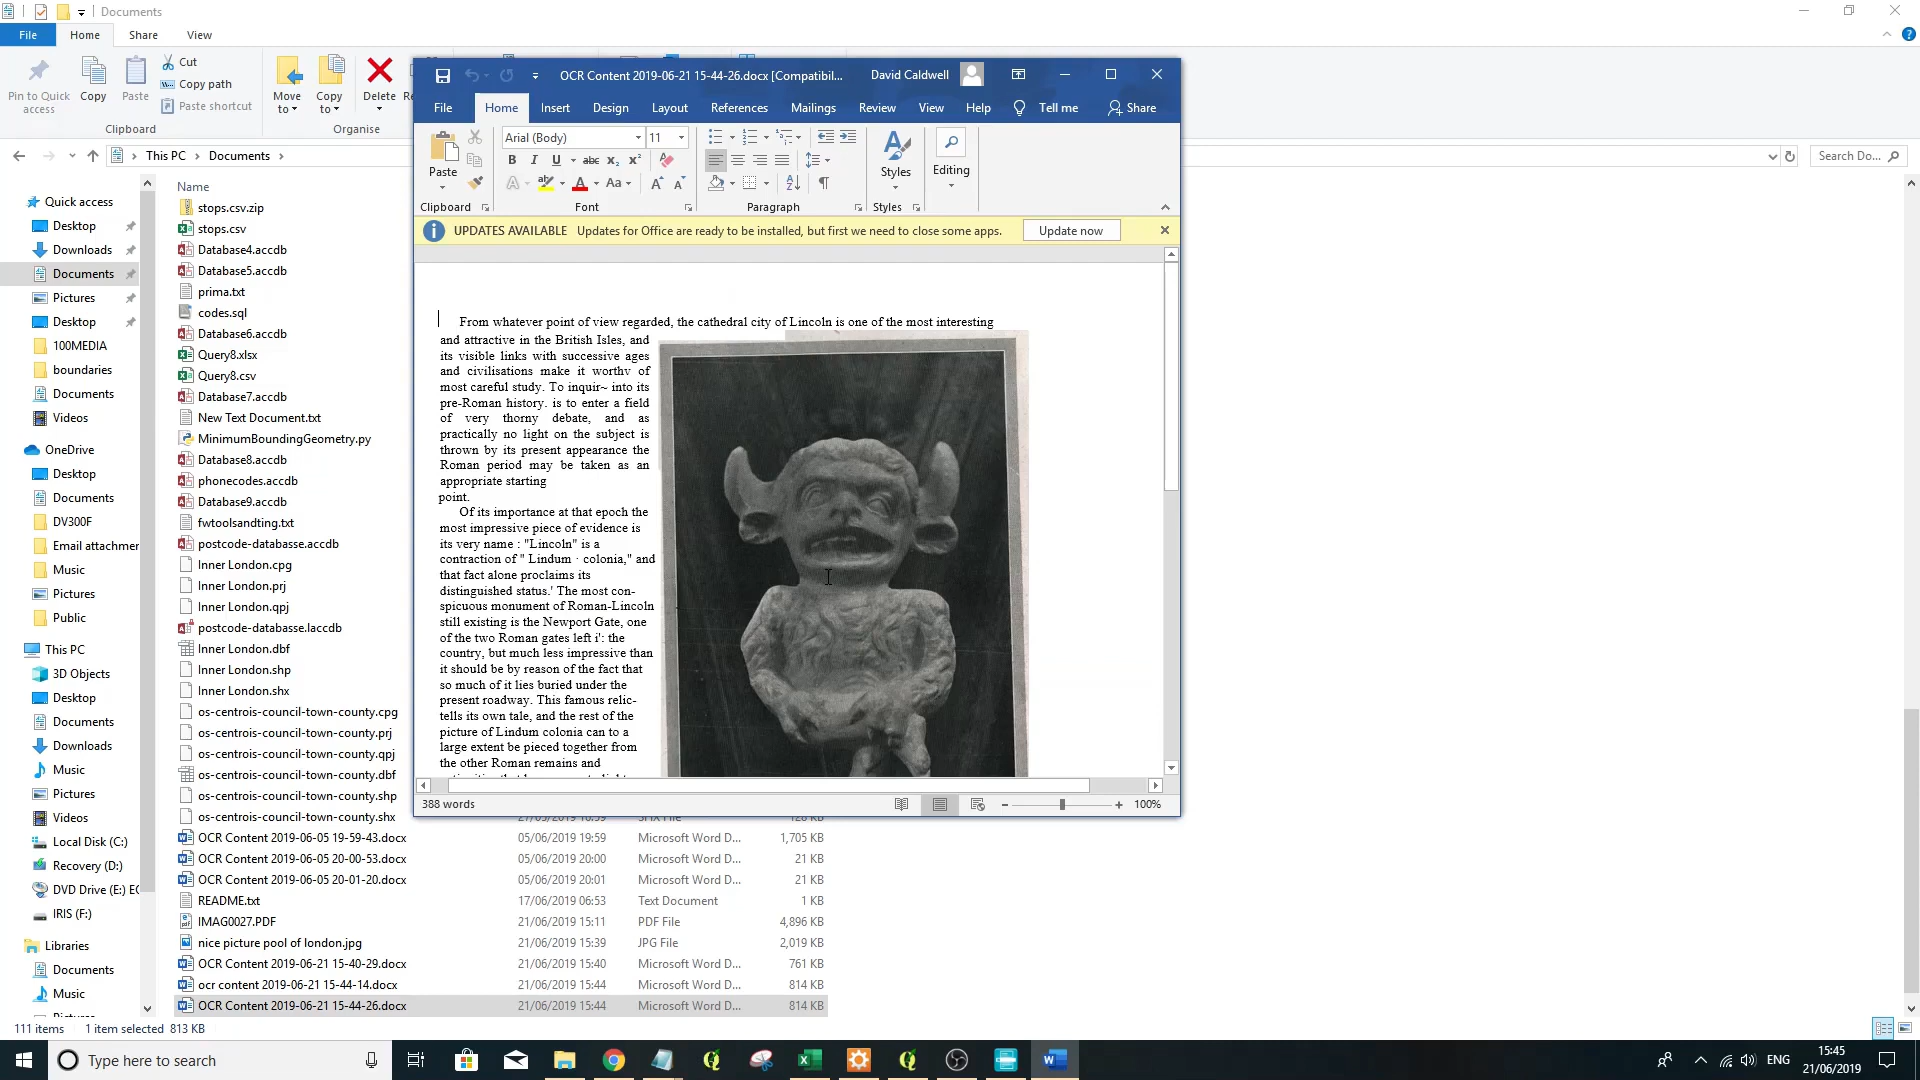 Documents
File
Home
Share
View
Pin to Quick access
Copy
Paste
Cut
Copy path
Paste shortcut
Clipboard
Move to
Copy to
Delete
Organise
This PC
Documents
Search Do...
Quick access
Desktop
Downloads
Documents
Pictures
Desktop
100MEDIA
boundaries
Documents
Videos
OneDrive
Desktop
Documents
DV300F
Email attachmer
Music
Pictures
Public
This PC
3D Objects
Desktop
Documents
Downloads
Music
Pictures
Videos
Local Disk (C:)
Recovery (D:)
DVD Drive (E:) EC
IRIS (F:)
Libraries
Documents
Music
Name
stops.csv.zip
stops.csv
Database4.accdb
Database5.accdb
prima.txt
codes.sql
Database6.accdb
Query8.xlsx
Query8.csv
Database7.accdb
New Text Document.txt
MinimumBoundingGeometry.py
Database8.accdb
phonecodes.accdb
Database9.accdb
fwtoolsandting.txt
postcode-databasse.accdb
Inner London.cpg
Inner London.prj
Inner London.qpj
postcode-databasse.laccdb
Inner London.dbf
Inner London.shp
Inner London.shx
os-centrois-council-town-county.cpg
os-centrois-council-town-county.prj
os-centrois-council-town-county.qpj
os-centrois-council-town-county.dbf
os-centrois-council-town-county.shp
os-centrois-council-town-county.shx
OCR Content 2019-06-05 19-59-43.docx 05/06/2019 19:59 Microsoft Word D... 1,705 KB
OCR Content 2019-06-05 20-00-53.docx 05/06/2019 20:00 Microsoft Word D... 21 KB
OCR Content 2019-06-05 20-01-20.docx 05/06/2019 20:01 Microsoft Word D... 21 KB
README.txt 17/06/2019 06:53 Text Document 1 KB
IMAG0027.PDF 21/06/2019 15:11 PDF File 4,896 KB
nice picture pool of london.jpg 21/06/2019 15:39 JPG File 2,019 KB
OCR Content 2019-06-21 15-40-29.docx 21/06/2019 15:40 Microsoft Word D... 761 KB
ocr content 2019-06-21 15-44-14.docx 21/06/2019 15:44 Microsoft Word D... 814 KB
OCR Content 2019-06-21 15-44-26.docx 21/06/2019 15:44 Microsoft Word D... 814 KB
111 items 1 item selected 813 KB
OCR Content 2019-06-21 15-44-26.docx [Compatibil... David Caldwell
File Home Insert Design Layout References Mailings Review View Help Tell me Share
Paste
Arial (Body) 11
Styles
Editing
Clipboard Font Paragraph Styles
UPDATES AVAILABLE Updates for Office are ready to be installed, but first we need to close some apps. Update now
From whatever point of view regarded, the cathedral city of Lincoln is one of the most interesting
and attractive in the British Isles, and
its visible links with successive ages
and civilisations make it worthv of
most careful study. To inquir~ into its
pre-Roman history. is to enter a field
of very thorny debate, and as
practically no light on the subject is
thrown by its present appearance the
Roman period may be taken as an
appropriate starting
point.
Of its importance at that epoch the
most impressive piece of evidence is
its very name : "Lincoln" is a
contraction of " Lindum · colonia," and
that fact alone proclaims its
distinguished status.' The most con-
spicuous monument of Roman-Lincoln
still existing is the Newport Gate, one
of the two Roman gates left i': the
country, but much less impressive than
it should be by reason of the fact that
so much of it lies buried under the
present roadway. This famous relic-
tells its own tale, and the rest of the
picture of Lindum colonia can to a
large extent be pieced together from
the other Roman remains and
388 words 100%
Type here to search
ENG
15:45
21/06/2019